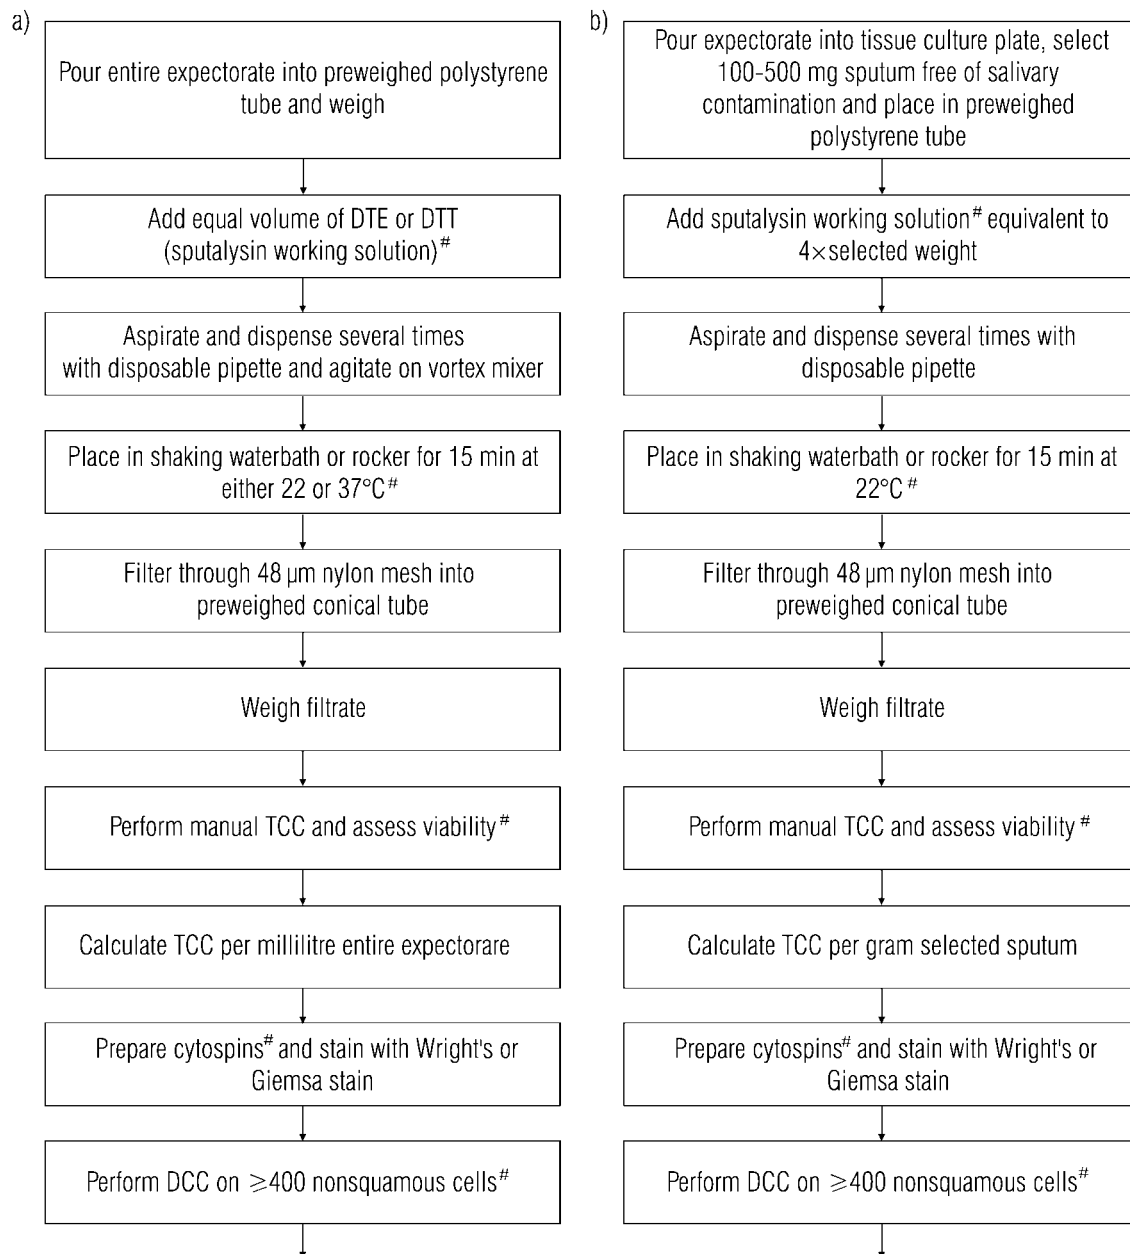 a)
Pour entire expectorate into preweighed polystyrene
tube and weigh
Add equal volume of DTE or DTT
(sputalysin working solution)#
Aspirate and dispense several times
with disposable pipette and agitate on vortex mixer
Place in shaking waterbath or rocker for 15 min at
either 22 or 37°C#
Filter through 48 µm nylon mesh into
preweighed conical tube
Weigh filtrate
Perform manual TCC and assess viability#
Calculate TCC per millilitre entire expectorare
Prepare cytospins# and stain with Wright's or
Giemsa stain
Perform DCC on ⩾400 nonsquamous cells#
b)
Pour expectorate into tissue culture plate, select
100-500 mg sputum free of salivary
contamination and place in preweighed
polystyrene tube
Add sputalysin working solution# equivalent to
4×selected weight
Aspirate and dispense several times with
disposable pipette
Place in shaking waterbath or rocker for 15 min at
22°C#
Filter through 48 µm nylon mesh into
preweighed conical tube
Weigh filtrate
Perform manual TCC and assess viability#
Calculate TCC per gram selected sputum
Prepare cytospins# and stain with Wright's or
Giemsa stain
Perform DCC on ⩾400 nonsquamous cells#